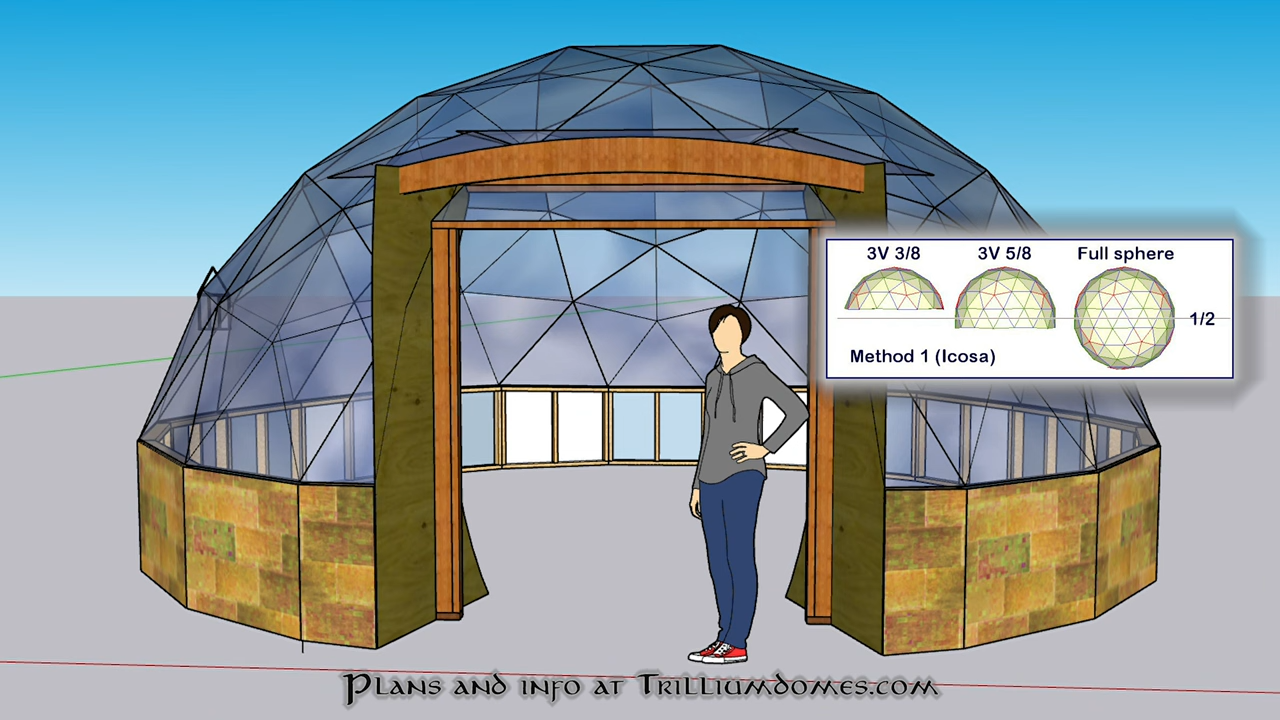 3V 3/8 3V 5/8 Full sphere
1/2
Method 1 (Icosa)
Plans and info at Trilliumdomes.com